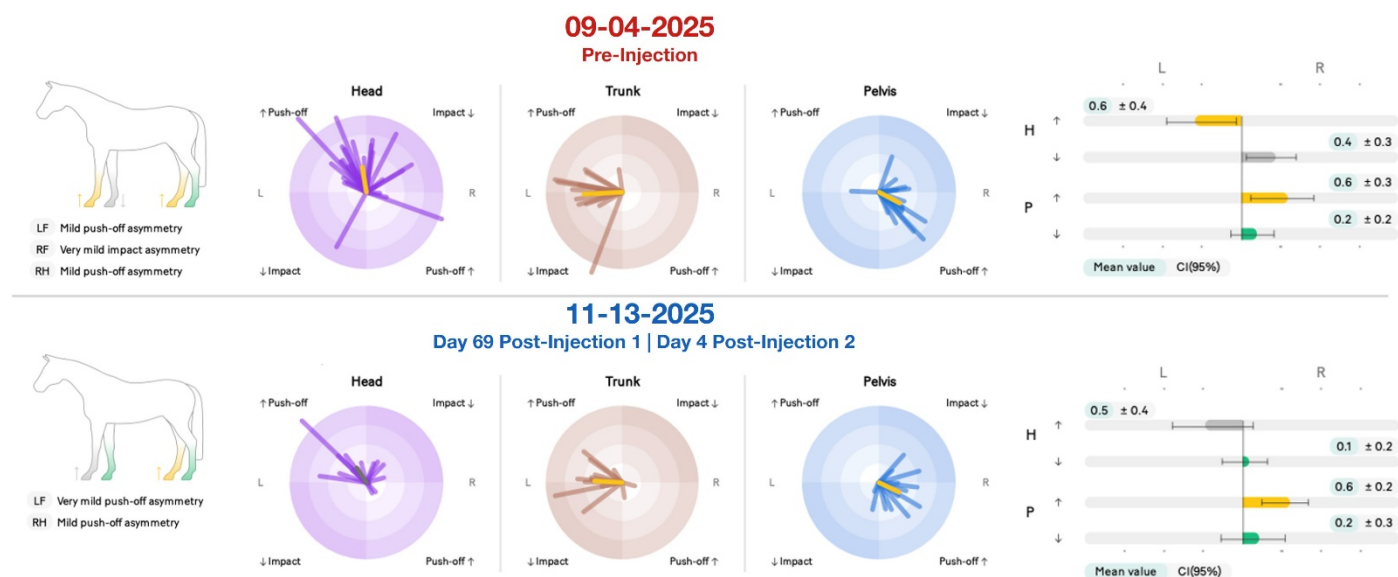 09-04-2025
Pre-Injection
Head
Trunk
Pelvis
↑ Push-off
Impact ↓
↑ Push-off
Impact ↓
↑ Push-off
Impact ↓
L
R
L
R
L
R
↓ Impact
Push-off ↑
↓ Impact
Push-off ↑
↓ Impact
Push-off ↑
LF Mild push-off asymmetry
RF Very mild impact asymmetry
RH Mild push-off asymmetry
L
R
0.6 ± 0.4
H ↑
0.4 ± 0.3
↓
0.6 ± 0.3
P ↑
0.2 ± 0.2
↓
Mean value CI(95%)
11-13-2025
Day 69 Post-Injection 1 | Day 4 Post-Injection 2
Head
Trunk
Pelvis
↑ Push-off
Impact ↓
↑ Push-off
Impact ↓
↑ Push-off
Impact ↓
L
R
L
R
L
R
↓ Impact
Push-off ↑
↓ Impact
Push-off ↑
↓ Impact
Push-off ↑
LF Very mild push-off asymmetry
RH Mild push-off asymmetry
L
R
0.5 ± 0.4
H ↑
0.1 ± 0.2
↓
0.6 ± 0.2
P ↑
0.2 ± 0.3
↓
Mean value CI(95%)